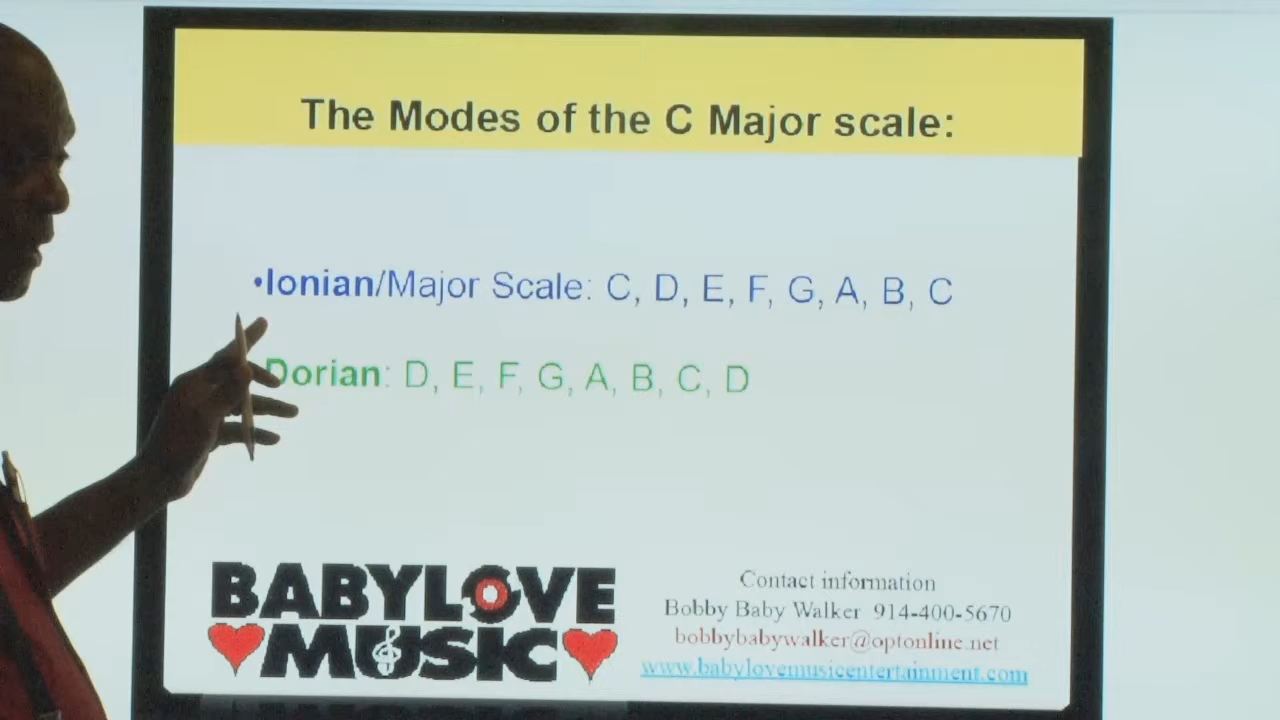 The Modes of the C Major scale:
•Ionian/Major Scale: C, D, E, F, G, A, B, C
Dorian: D, E, F, G, A, B, C, D
BABYLOVE
MUSIC
Contact information
Bobby Baby Walker 914-400-5670
bobbybabywalker@optonline.net
www.babylovemusicentertainment.com